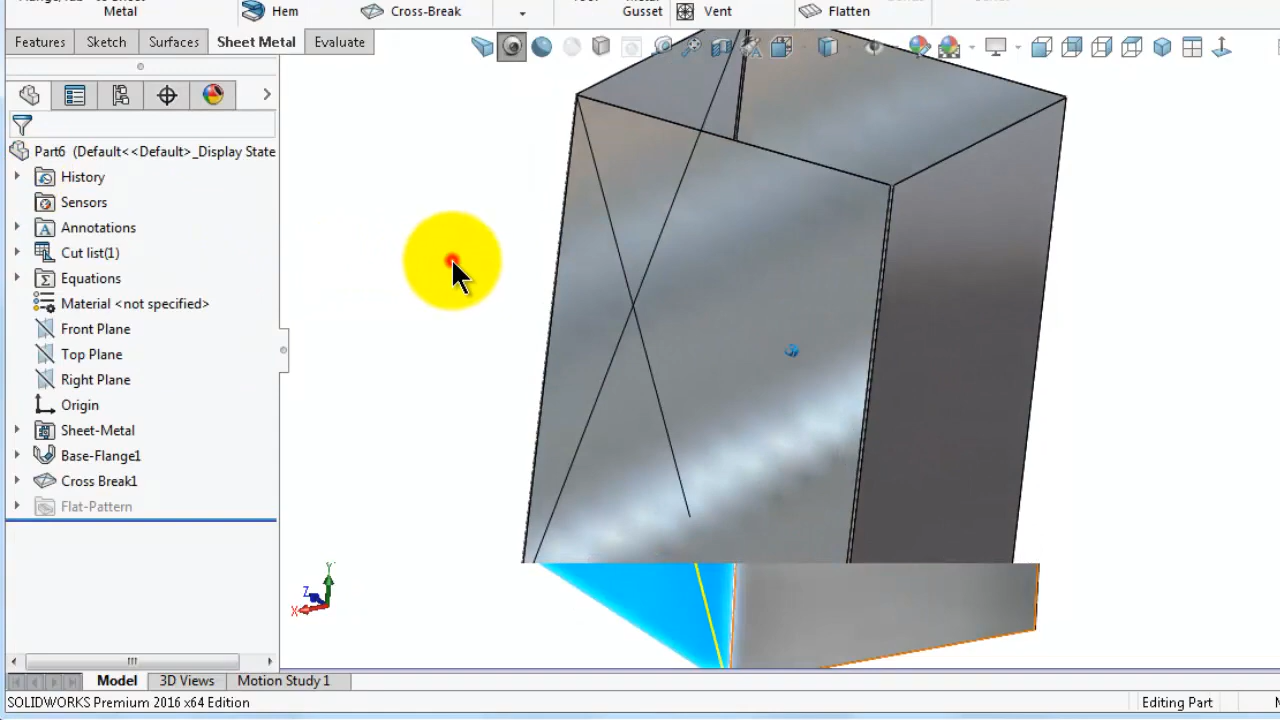 Metal
Hem
Cross-Break
Metal
Gusset
Vent
Flatten
Features
Sketch
Surfaces
Sheet Metal
Evaluate
Part6 (Default<<Default>_Display State
History
Sensors
Annotations
Cut list(1)
Equations
Material <not specified>
Front Plane
Top Plane
Right Plane
Origin
Sheet-Metal
Base-Flange1
Cross Break1
Flat-Pattern
Y
Z
X
Model
3D Views
Motion Study 1
SOLIDWORKS Premium 2016 x64 Edition
Editing Part